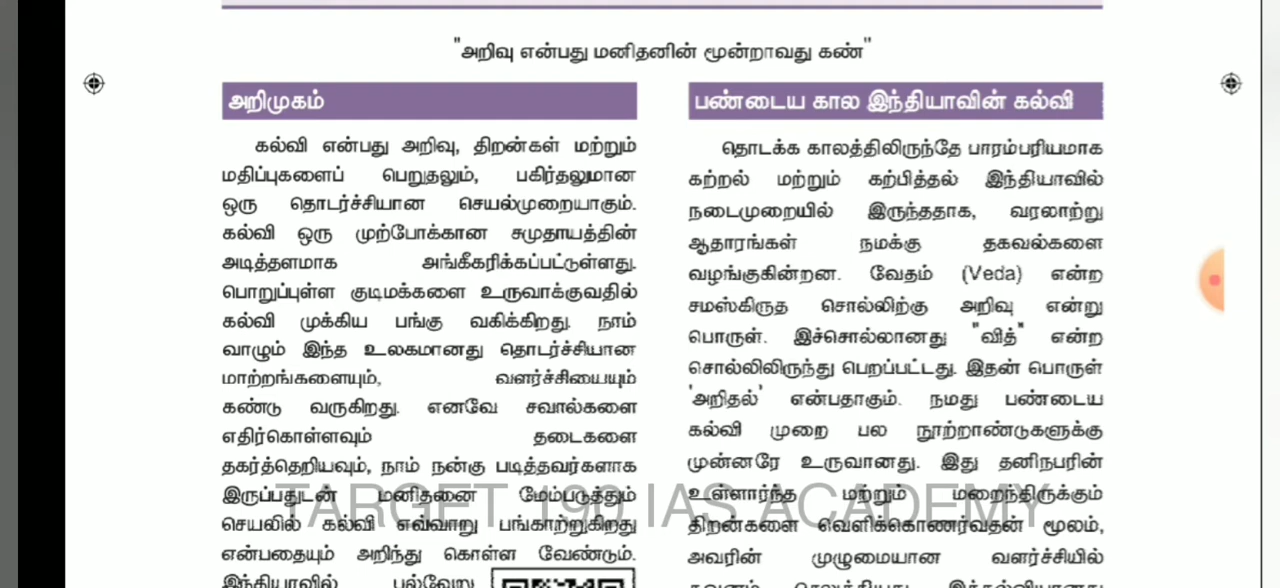 "அறிவு என்பது மனிதனின் மூன்றாவது கண்"
அறிமுகம்
கல்வி என்பது அறிவு, திறன்கள் மற்றும்
மதிப்புகளைப் பெறுதலும், பகிர்தலுமான
ஒரு தொடர்ச்சியான செயல்முறையாகும்.
கல்வி ஒரு முற்போக்கான சமுதாயத்தின்
அடித்தளமாக அங்கீகரிக்கப்பட்டுள்ளது.
பொறுப்புள்ள குடிமக்களை உருவாக்குவதில்
கல்வி முக்கிய பங்கு வகிக்கிறது. நாம்
வாழும் இந்த உலகமானது தொடர்ச்சியான
மாற்றங்களையும், வளர்ச்சியையும்
கண்டு வருகிறது. எனவே சவால்களை
எதிர்கொள்ளவும் தடைகளை
தகர்த்தெறியவும், நாம் நன்கு படித்தவர்களாக
இருப்பதுடன் மனிதனை மேம்படுத்தும்
செயலில் கல்வி எவ்வாறு பங்காற்றுகிறது
என்பதையும் அறிந்து கொள்ள வேண்டும்.
இந்தியாவில் பல்வேறு
பண்டைய கால இந்தியாவின் கல்வி
தொடக்க காலத்திலிருந்தே பாரம்பரியமாக
கற்றல் மற்றும் கற்பித்தல் இந்தியாவில்
நடைமுறையில் இருந்ததாக, வரலாற்று
ஆதாரங்கள் நமக்கு தகவல்களை
வழங்குகின்றன. வேதம் (Veda) என்ற
சமஸ்கிருத சொல்லிற்கு அறிவு என்று
பொருள். இச்சொல்லானது "வித்" என்ற
சொல்லிலிருந்து பெறப்பட்டது. இதன் பொருள்
'அறிதல்' என்பதாகும். நமது பண்டைய
கல்வி முறை பல நூற்றாண்டுகளுக்கு
முன்னரே உருவானது. இது தனிநபரின்
உள்ளார்ந்த மற்றும் மறைந்திருக்கும்
திறன்களை வெளிக்கொணர்வதன் மூலம்,
அவரின் முழுமையான வளர்ச்சியில்
TARGET 190 IAS ACADEMY